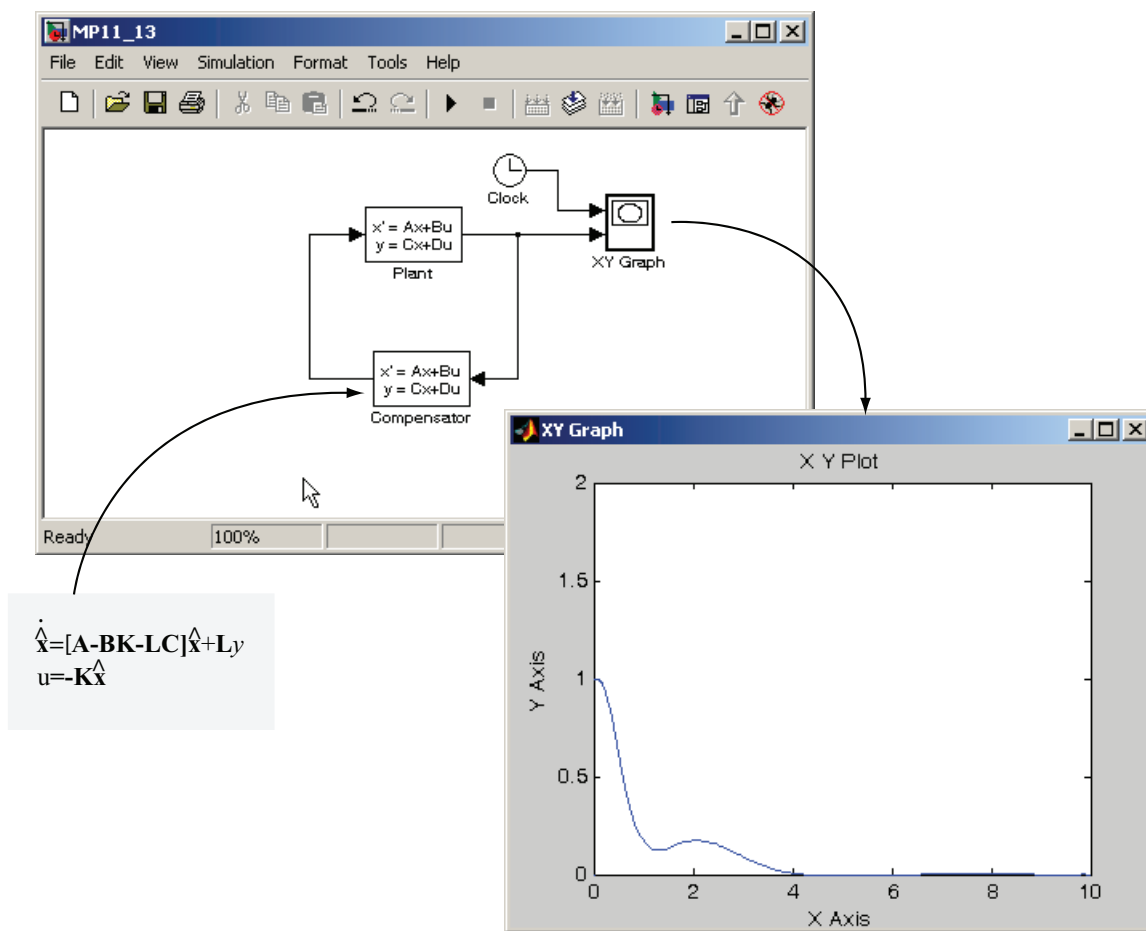 MP11_13
File Edit View Simulation Format Tools Help
Clock
x' = Ax+Bu
y = Cx+Du
Plant
XY Graph
x' = Ax+Bu
y = Cx+Du
Compensator
Ready 100%
XY Graph
X Y Plot
2
1.5
1
0.5
0
Y Axis
0 2 4 6 8 10
X Axis
x̂̇=[A-BK-LC]x̂+Ly
u=-Kx̂